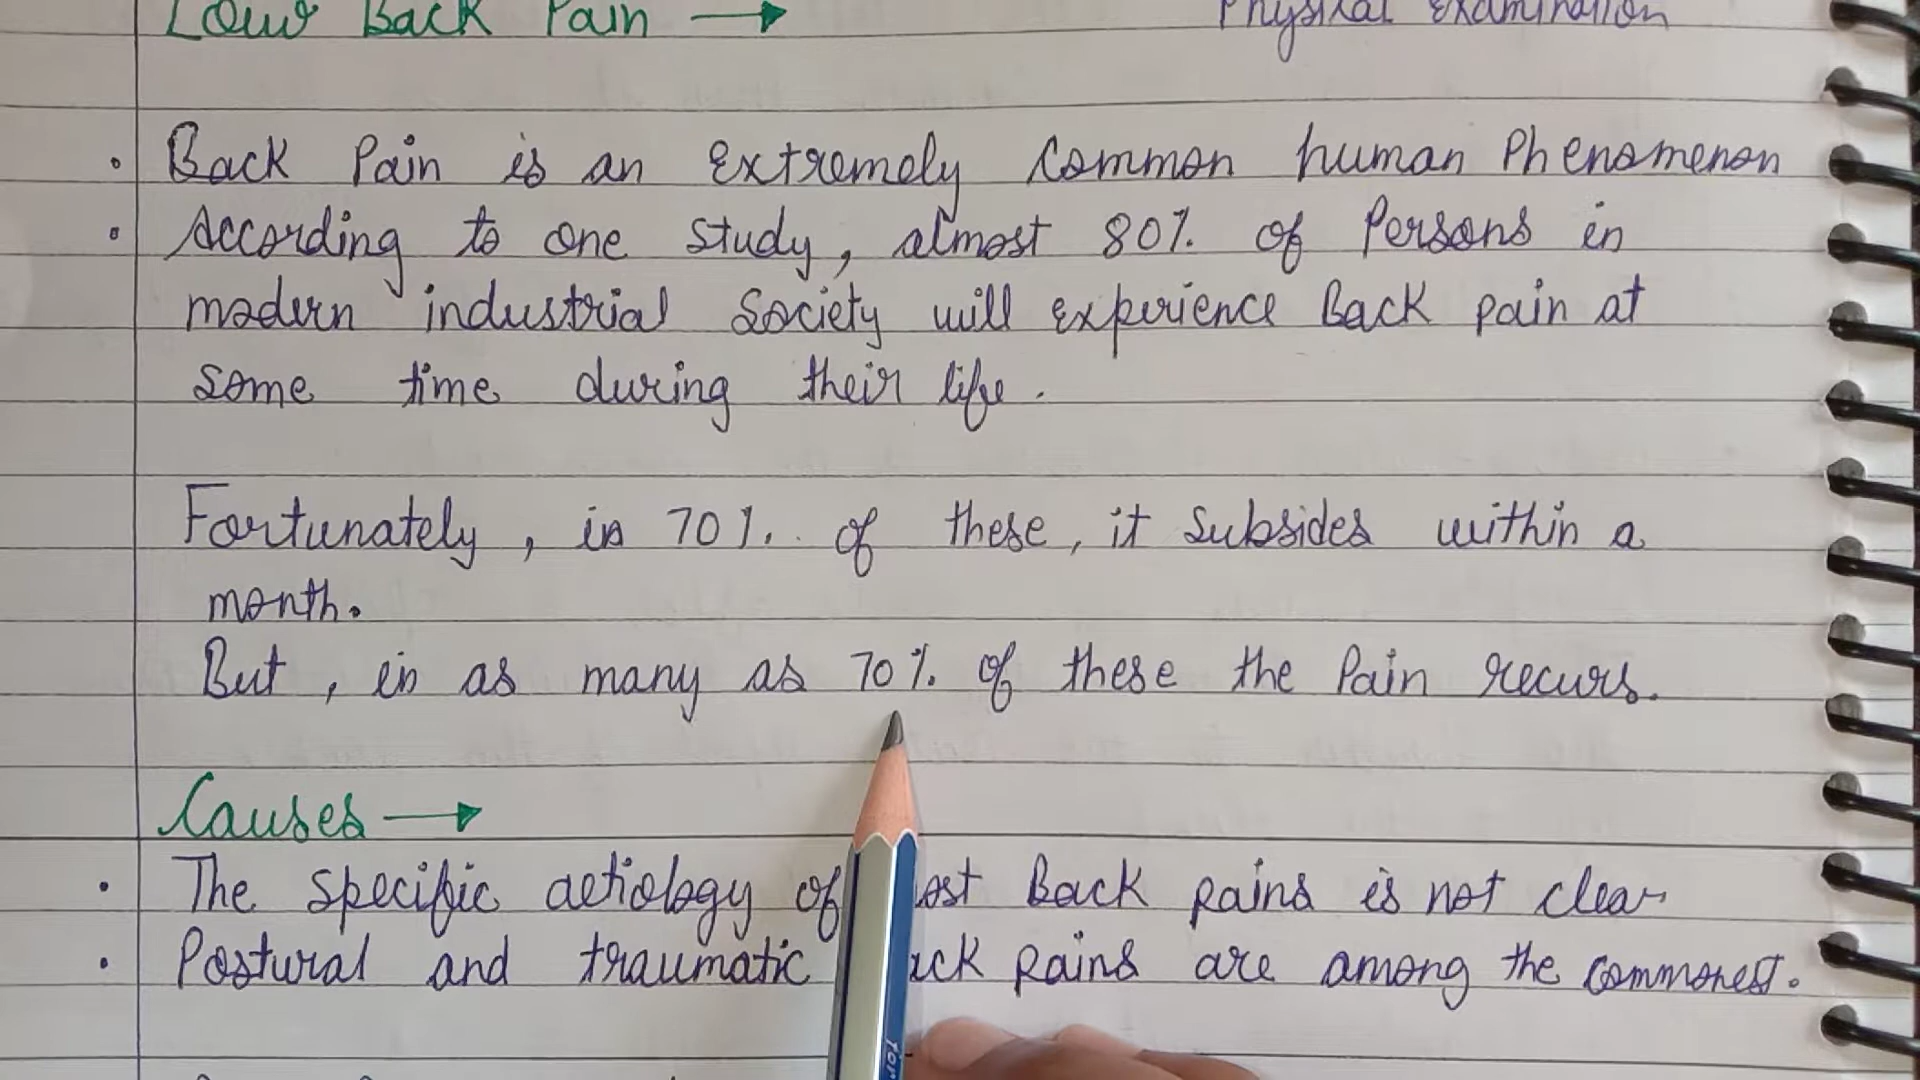 Low Back Pain →
Physical Examination
• Back Pain is an extremely common human Phenomenon
• According to one study, almost 80% of Persons in
modern industrial society will experience Back pain at
some time during their life.
Fortunately, in 70%. of these, it subsides within a
month.
But, in as many as 70% of these the Pain recurs.
Causes →
• The specific aetiology of ost Back pains is not clear
• Postural and traumatic ack pains are among the commonest.
for